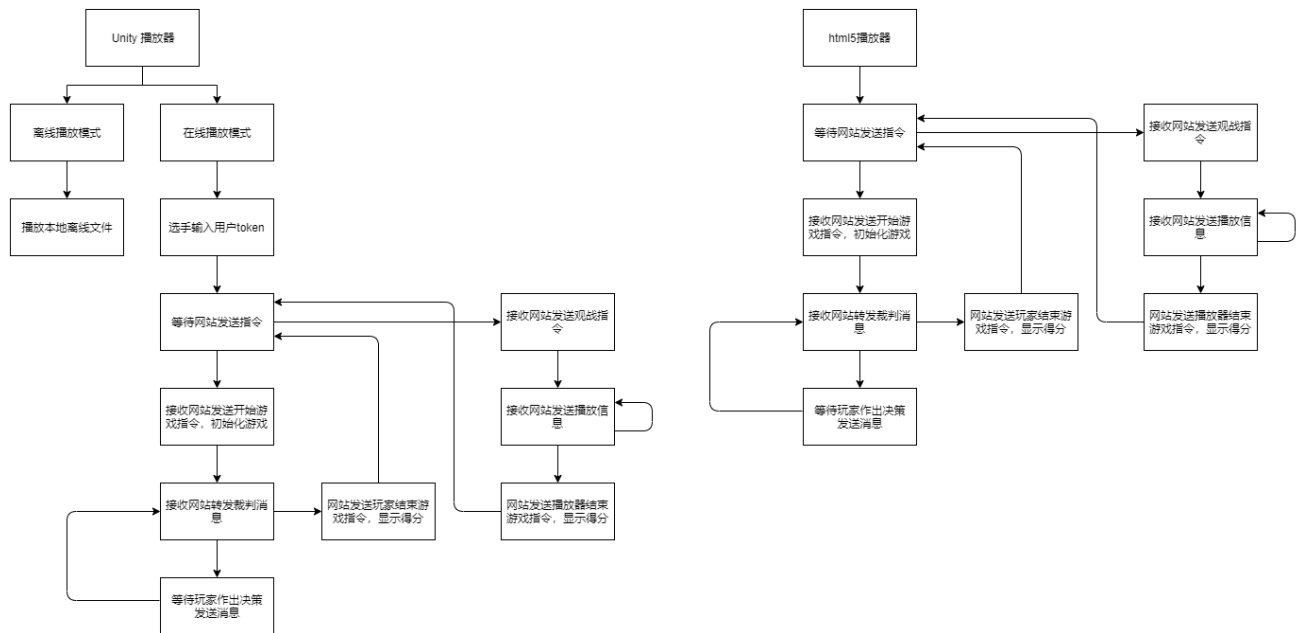 Unity 播放器
离线播放模式
在线播放模式
播放本地离线文件
选手输入用户token
等待网站发送指令
接收网站发送观战指
令
接收网站发送开始游
戏指令，初始化游戏
接收网站发送播放信
息
接收网站转发裁判消
息
网站发送玩家结束游
戏指令，显示得分
网站发送播放器结束
游戏指令，显示得分
等待玩家作出决策
发送消息
html5播放器
等待网站发送指令
接收网站发送观战指
令
接收网站发送开始游
戏指令，初始化游戏
接收网站发送播放信
息
接收网站转发裁判消
息
网站发送玩家结束游
戏指令，显示得分
网站发送播放器结束
游戏指令，显示得分
等待玩家作出决策
发送消息